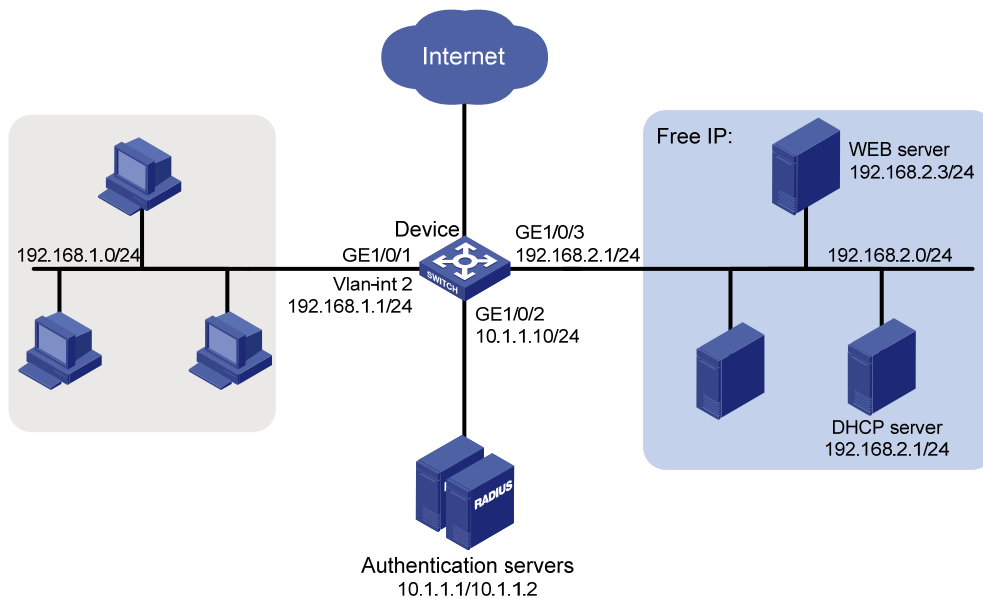 Internet
Free IP:
WEB server
192.168.2.3/24
Device
GE1/0/3
192.168.1.0/24
GE1/0/1
192.168.2.1/24
192.168.2.0/24
SWITCH
Vlan-int 2
192.168.1.1/24
GE1/0/2
10.1.1.10/24
DHCP server
192.168.2.1/24
RADIUS
Authentication servers
10.1.1.1/10.1.1.2